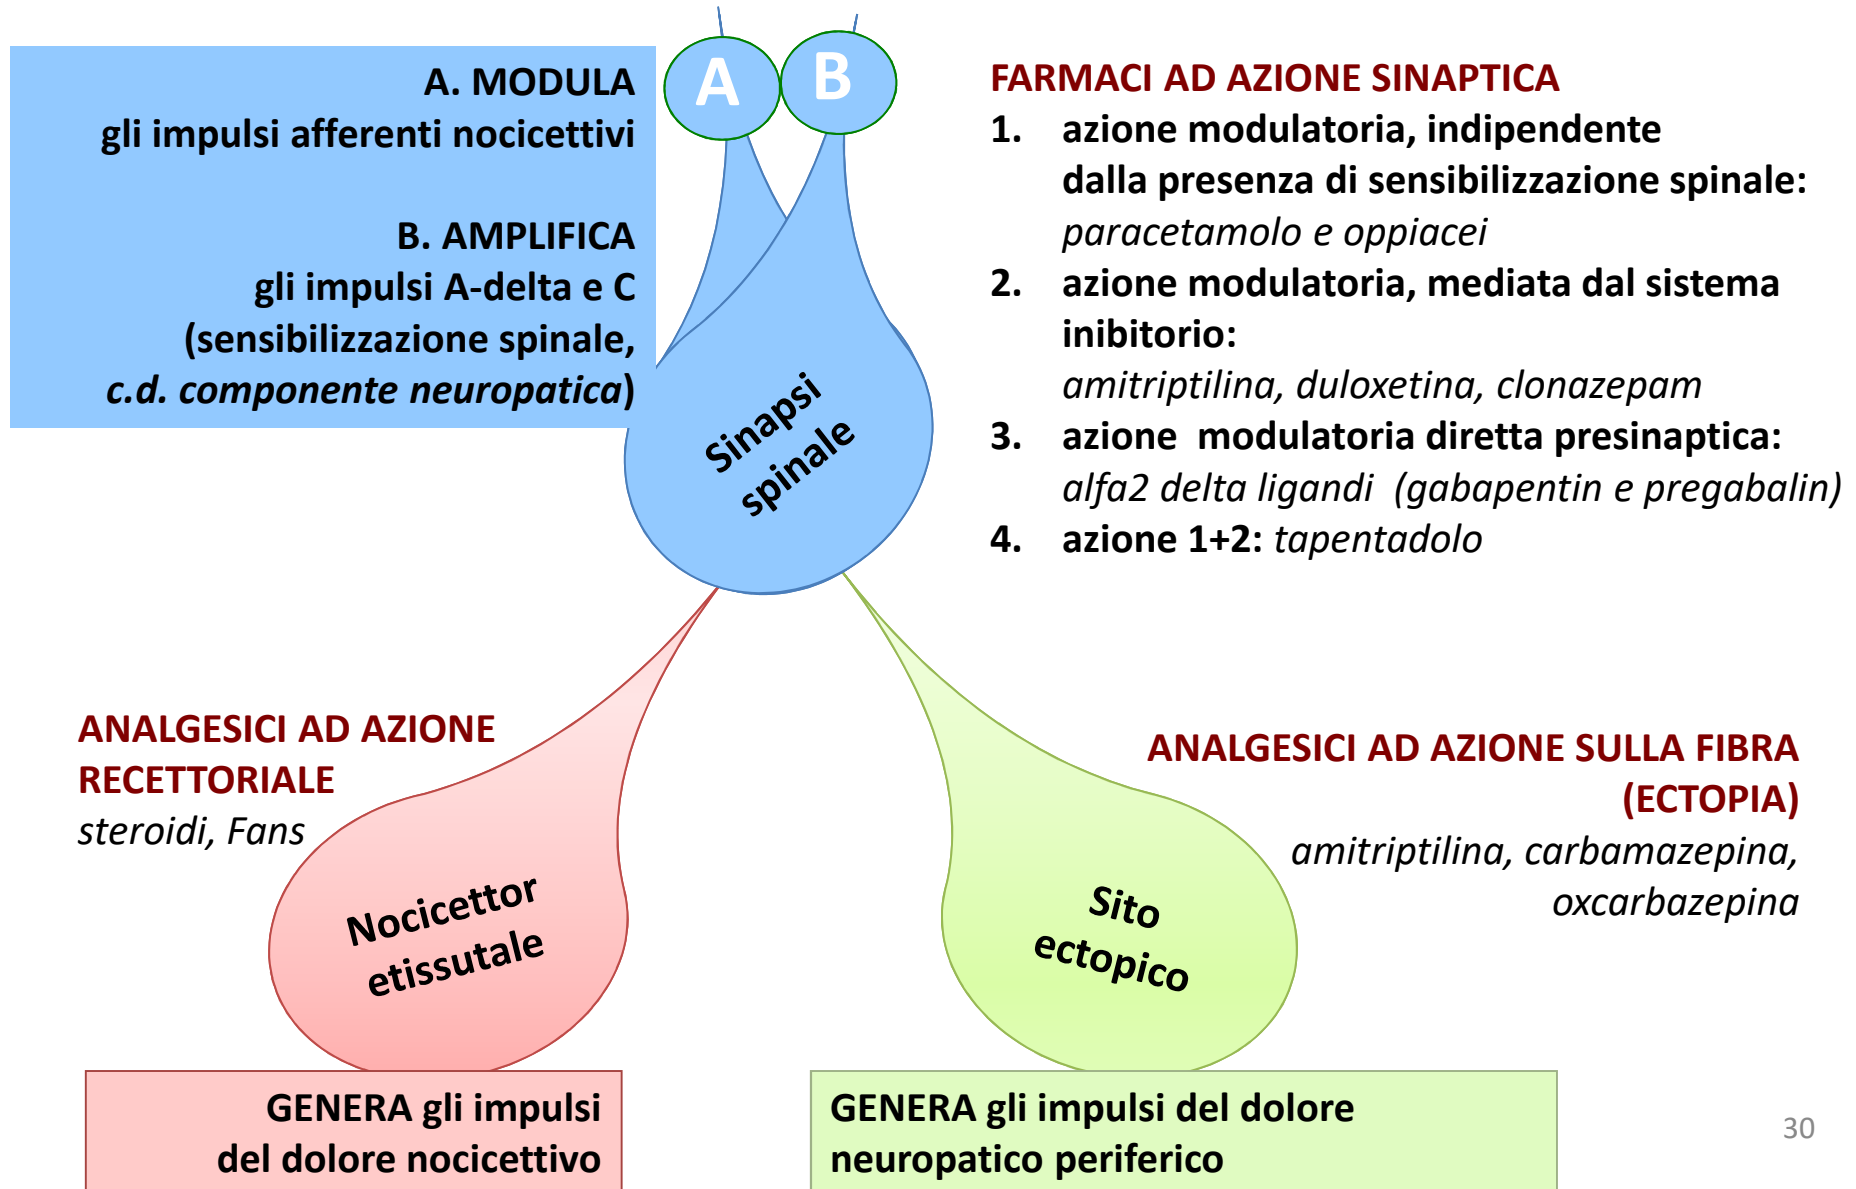 A B
A. MODULA
gli impulsi afferenti nocicettivi
B. AMPLIFICA
gli impulsi A-delta e C
(sensibilizzazione spinale,
c.d. componente neuropatica)
FARMACI AD AZIONE SINAPTICA
1. azione modulatoria, indipendente
dalla presenza di sensibilizzazione spinale:
paracetamolo e oppiacei
2. azione modulatoria, mediata dal sistema
inibitorio:
amitriptilina, duloxetina, clonazepam
3. azione modulatoria diretta presinaptica:
alfa2 delta ligandi (gabapentin e pregabalin)
4. azione 1+2: tapentadolo
Sinapsi
spinale
ANALGESICI AD AZIONE
RECETTORIALE
steroidi, Fans
Nocicettor
etissutale
ANALGESICI AD AZIONE SULLA FIBRA
(ECTOPIA)
amitriptilina, carbamazepina,
oxcarbazepina
Sito
ectopico
GENERA gli impulsi
del dolore nocicettivo
GENERA gli impulsi del dolore
neuropatico periferico
30